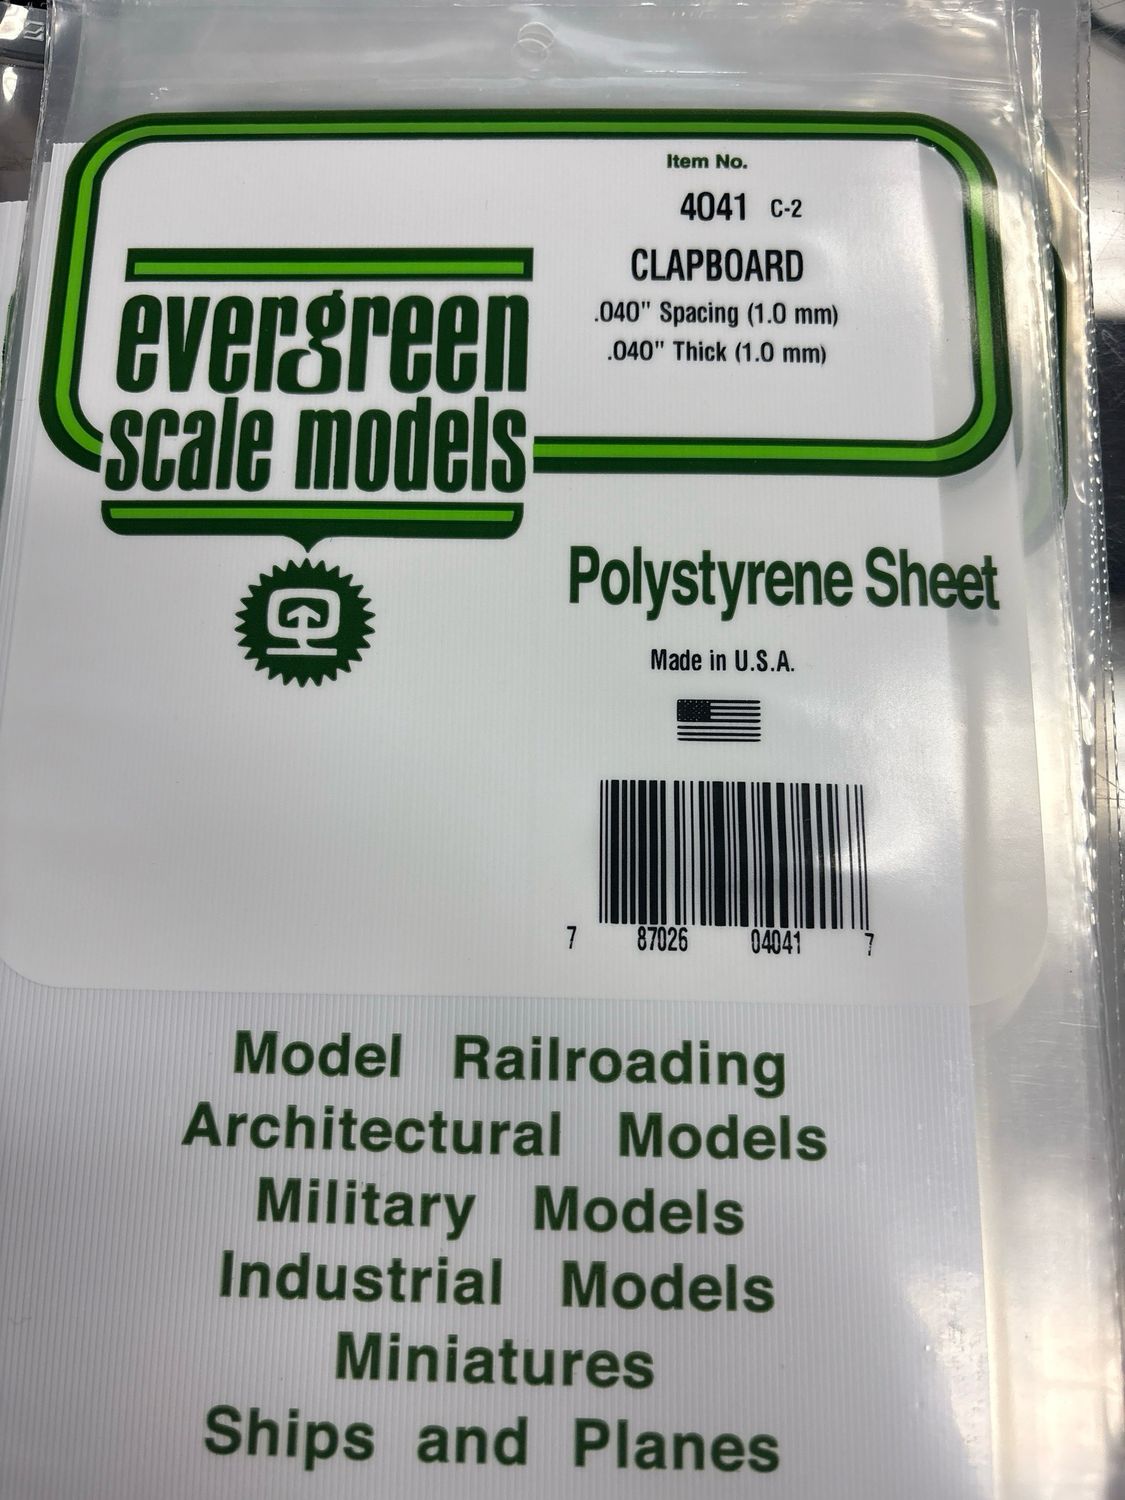 Item No.
4041 C-2
CLAPBOARD
.040" Spacing (1.0 mm)
.040" Thick (1.0 mm)
evergreen
scale models
Polystyrene Sheet
Made in U.S.A.
7 87026 04041 7
Model Railroading
Architectural Models
Military Models
Industrial Models
Miniatures
Ships and Planes